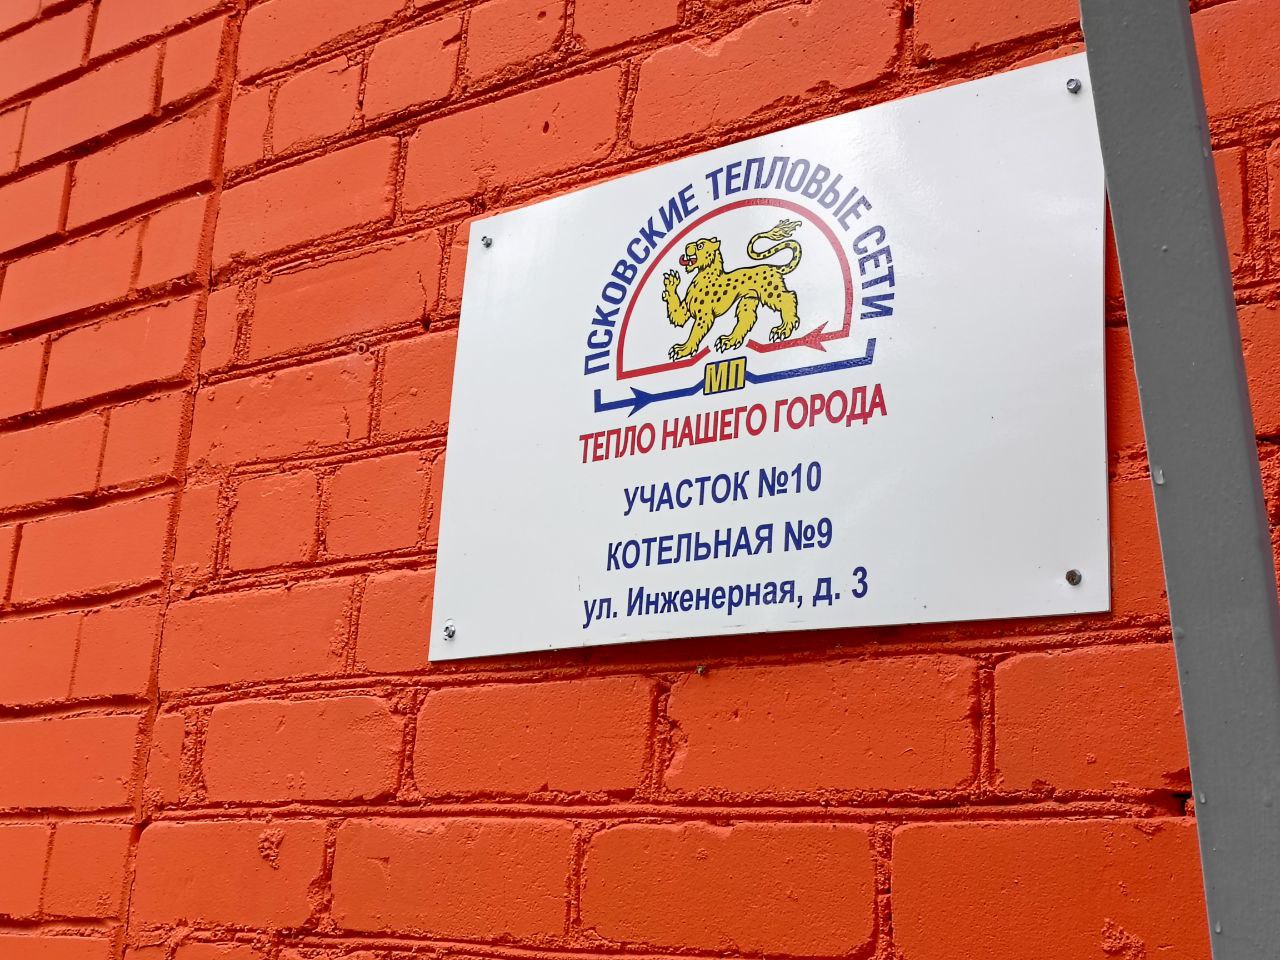 ПСКОВСКИЕ ТЕПЛОВЫЕ СЕТИ
МП
ТЕПЛО НАШЕГО ГОРОДА
УЧАСТОК №10
КОТЕЛЬНАЯ №9
ул. Инженерная, д. 3